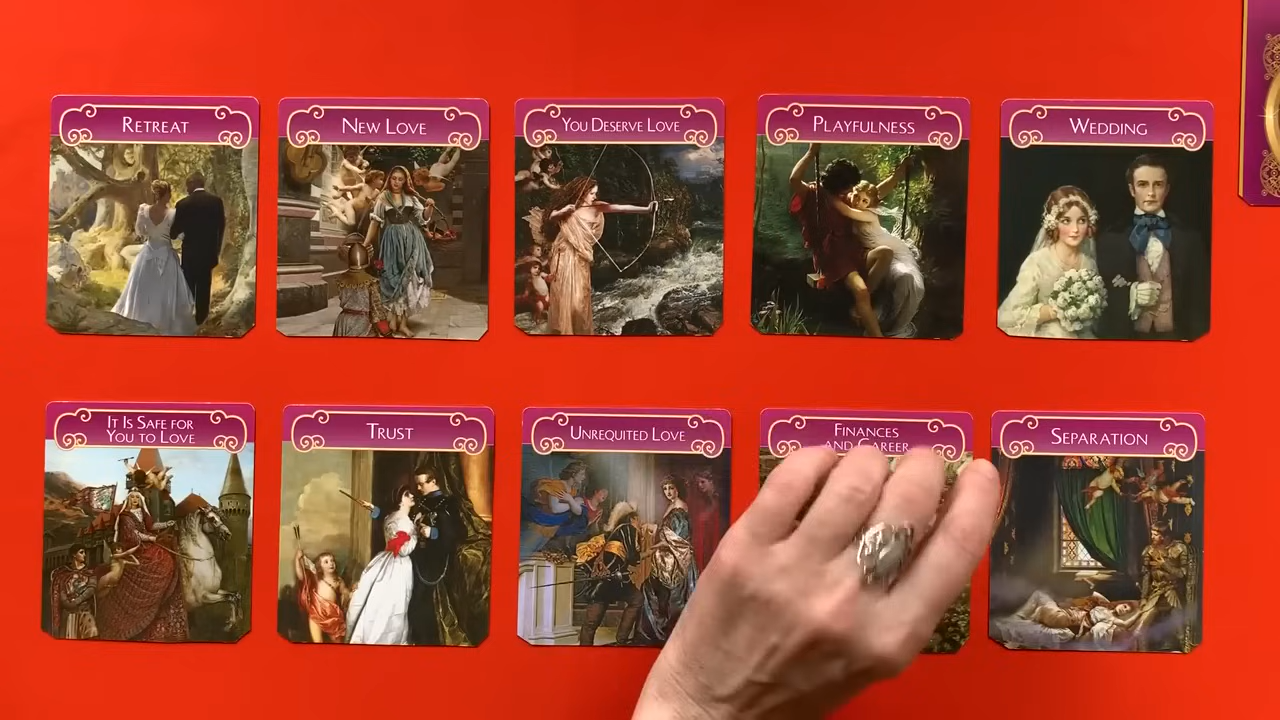 Retreat
New Love
You Deserve Love
Playfulness
Wedding
It Is Safe for
You to Love
Trust
Unrequited Love
Finances
and Career
Separation